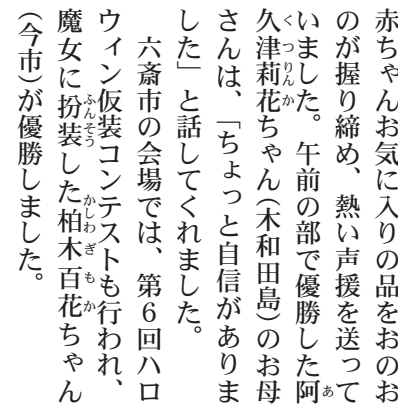 赤ちゃんお気に入りの品をおのお
のが握り締め、熱い声援を送って
いました。午前の部で優勝した阿
久津莉花ちゃん(木和田島)のお母
さんは、「ちょっと自信がありま
した」と話してくれました。
　六斎市の会場では、第6回ハロ
ウィン仮装コンテストも行われ、
魔女に扮装した柏木百花ちゃん
(今市)が優勝しました。